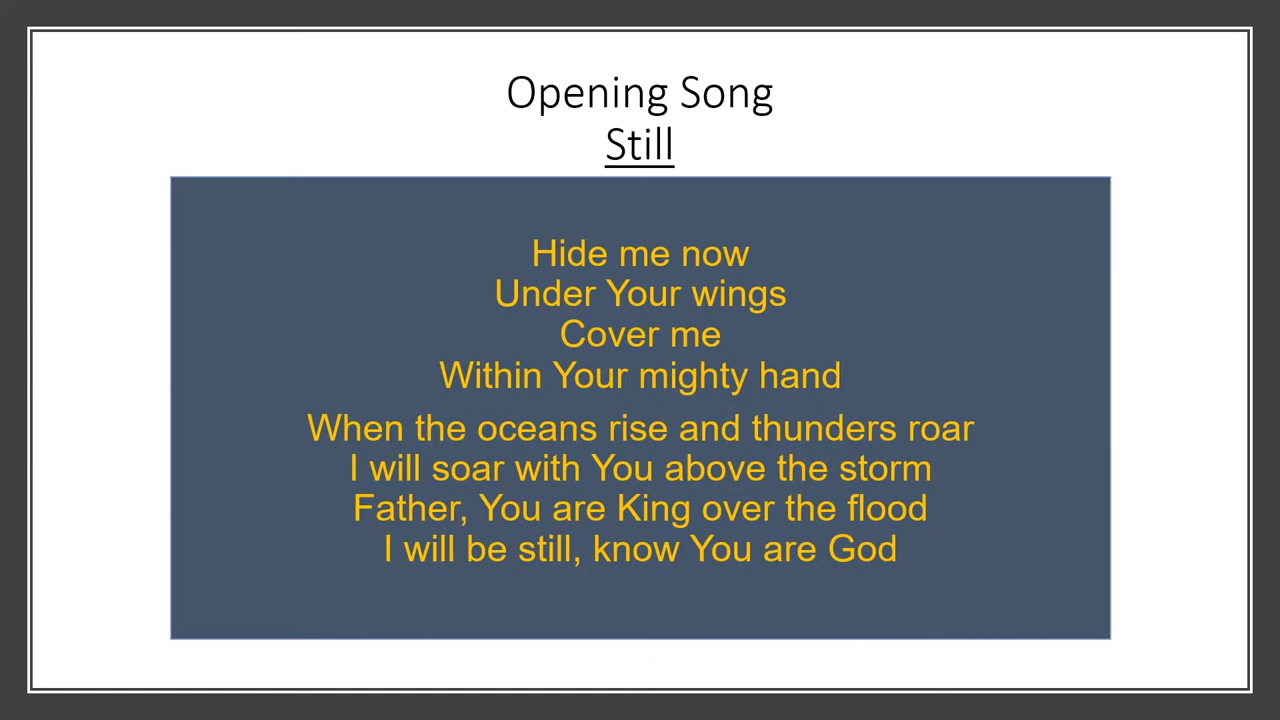 Opening Song
Still
Hide me now
Under Your wings
Cover me
Within Your mighty hand
When the oceans rise and thunders roar
I will soar with You above the storm
Father, You are King over the flood
I will be still, know You are God